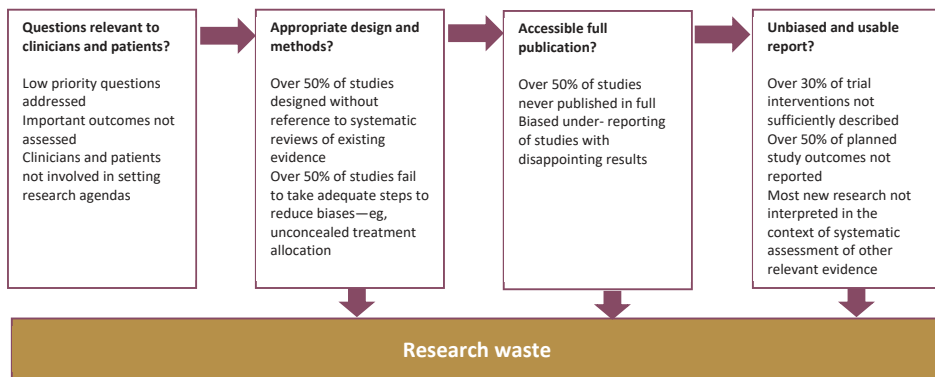 Questions relevant to
clinicians and patients?
Low priority questions
addressed
Important outcomes not
assessed
Clinicians and patients
not involved in setting
research agendas
Appropriate design and
methods?
Over 50% of studies
designed without
reference to systematic
reviews of existing
evidence
Over 50% of studies fail
to take adequate steps to
reduce biases—eg,
unconcealed treatment
allocation
Accessible full
publication?
Over 50% of studies
never published in full
Biased under- reporting
of studies with
disappointing results
Unbiased and usable
report?
Over 30% of trial
interventions not
sufficiently described
Over 50% of planned
study outcomes not
reported
Most new research not
interpreted in the
context of systematic
assessment of other
relevant evidence
Research waste